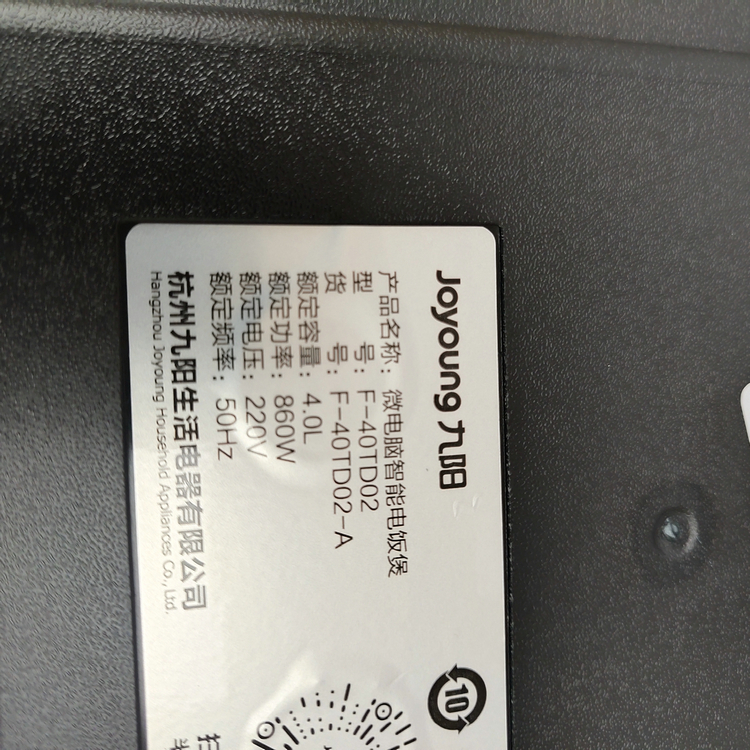 Joyoung 九阳
产品名称：微电脑智能电饭煲
型 号：F-40TD02
货 号：F-40TD02-A
额定容量：4.0L
额定功率：860W
额定电压：220V
额定频率：50Hz
杭州九阳生活电器有限公司
Hangzhou Joyoung Household Appliances Co., Ltd.
10
扫